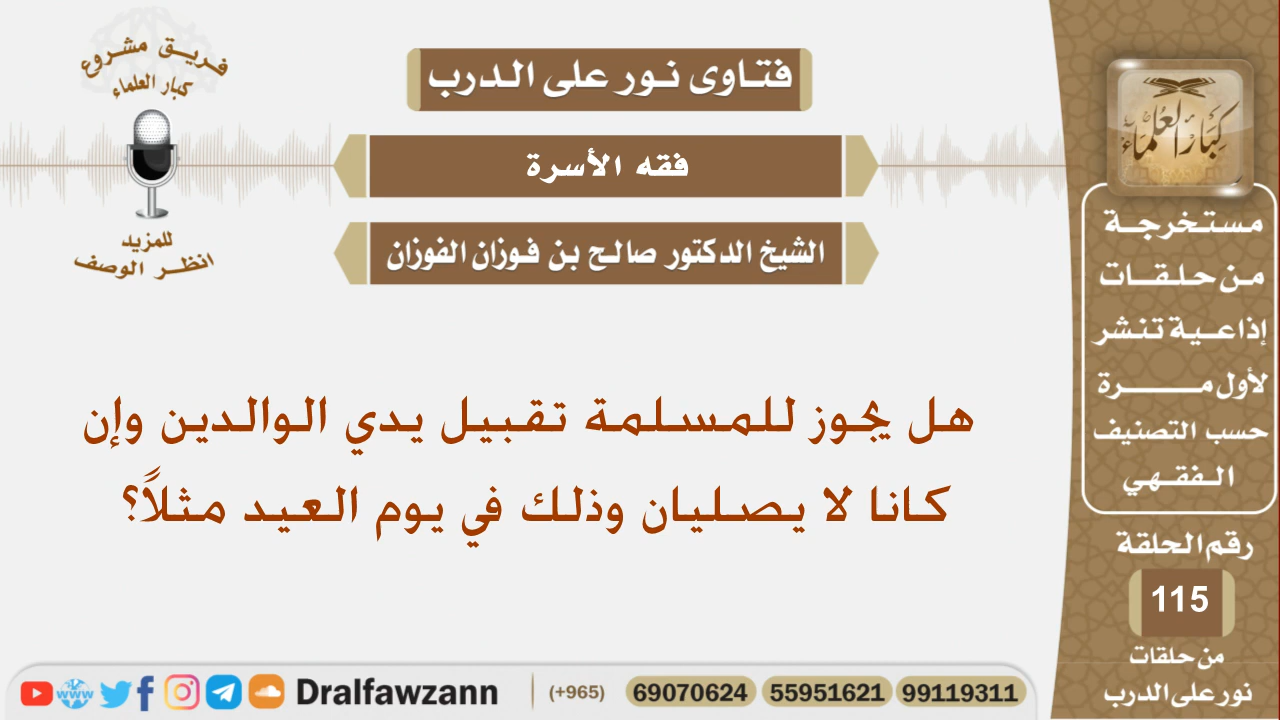 فريق مشروع
كبار العلماء
للمزيد
انظر الوصف
فتاوى نور على الدرب
فقه الأسرة
الشيخ الدكتور صالح بن فوزان الفوزان
هل يجوز للمسلمة تقبيل يدي الوالدين وإن
كانا لا يصليان وذلك في يوم العيد مثلاً؟
كبار العلماء
مستخرجة
من حلقات
إذاعية تنشر
لأول مرة
حسب التصنيف
الفقهي
رقم الحلقة
115
من حلقات
نور على الدرب
www
Dralfawzann
(+965) 69070624 55951621 99119311